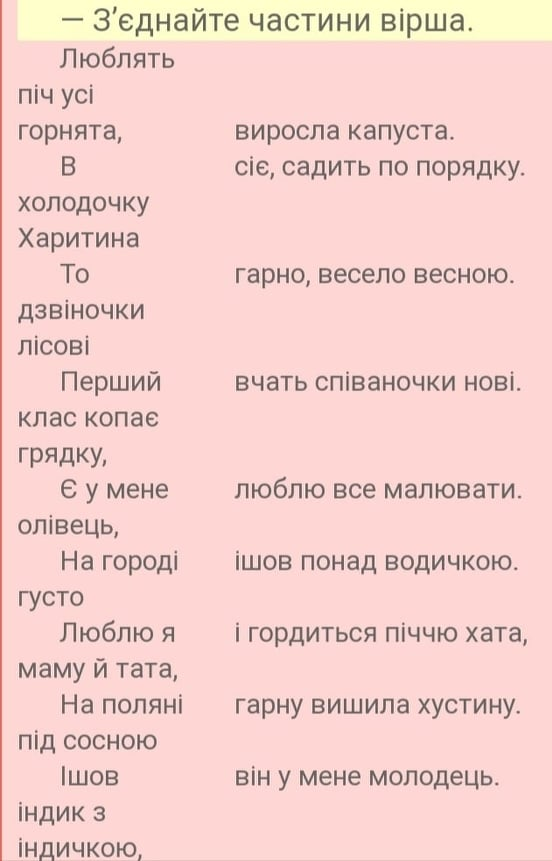 — З’єднайте частини вірша.
Люблять
піч усі
горнята, виросла капуста.
В сіє, садить по порядку.
холодочку
Харитина
То гарно, весело весною.
дзвіночки
лісові
Перший вчать співаночки нові.
клас копає
грядку,
Є у мене люблю все малювати.
олівець,
На городі ішов понад водичкою.
густо
Люблю я і гордиться піччю хата,
маму й тата,
На поляні гарну вишила хустину.
під сосною
Ішов він у мене молодець.
індик з
індичкою,